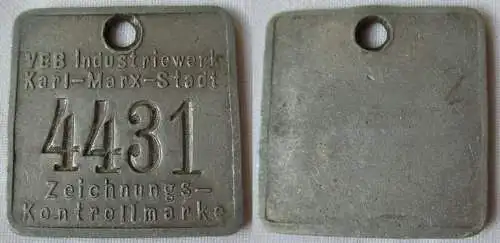 VEB Industriewerk
Karl-Marx-Stadt
4431
Zeichnungs-
Kontrollmarke